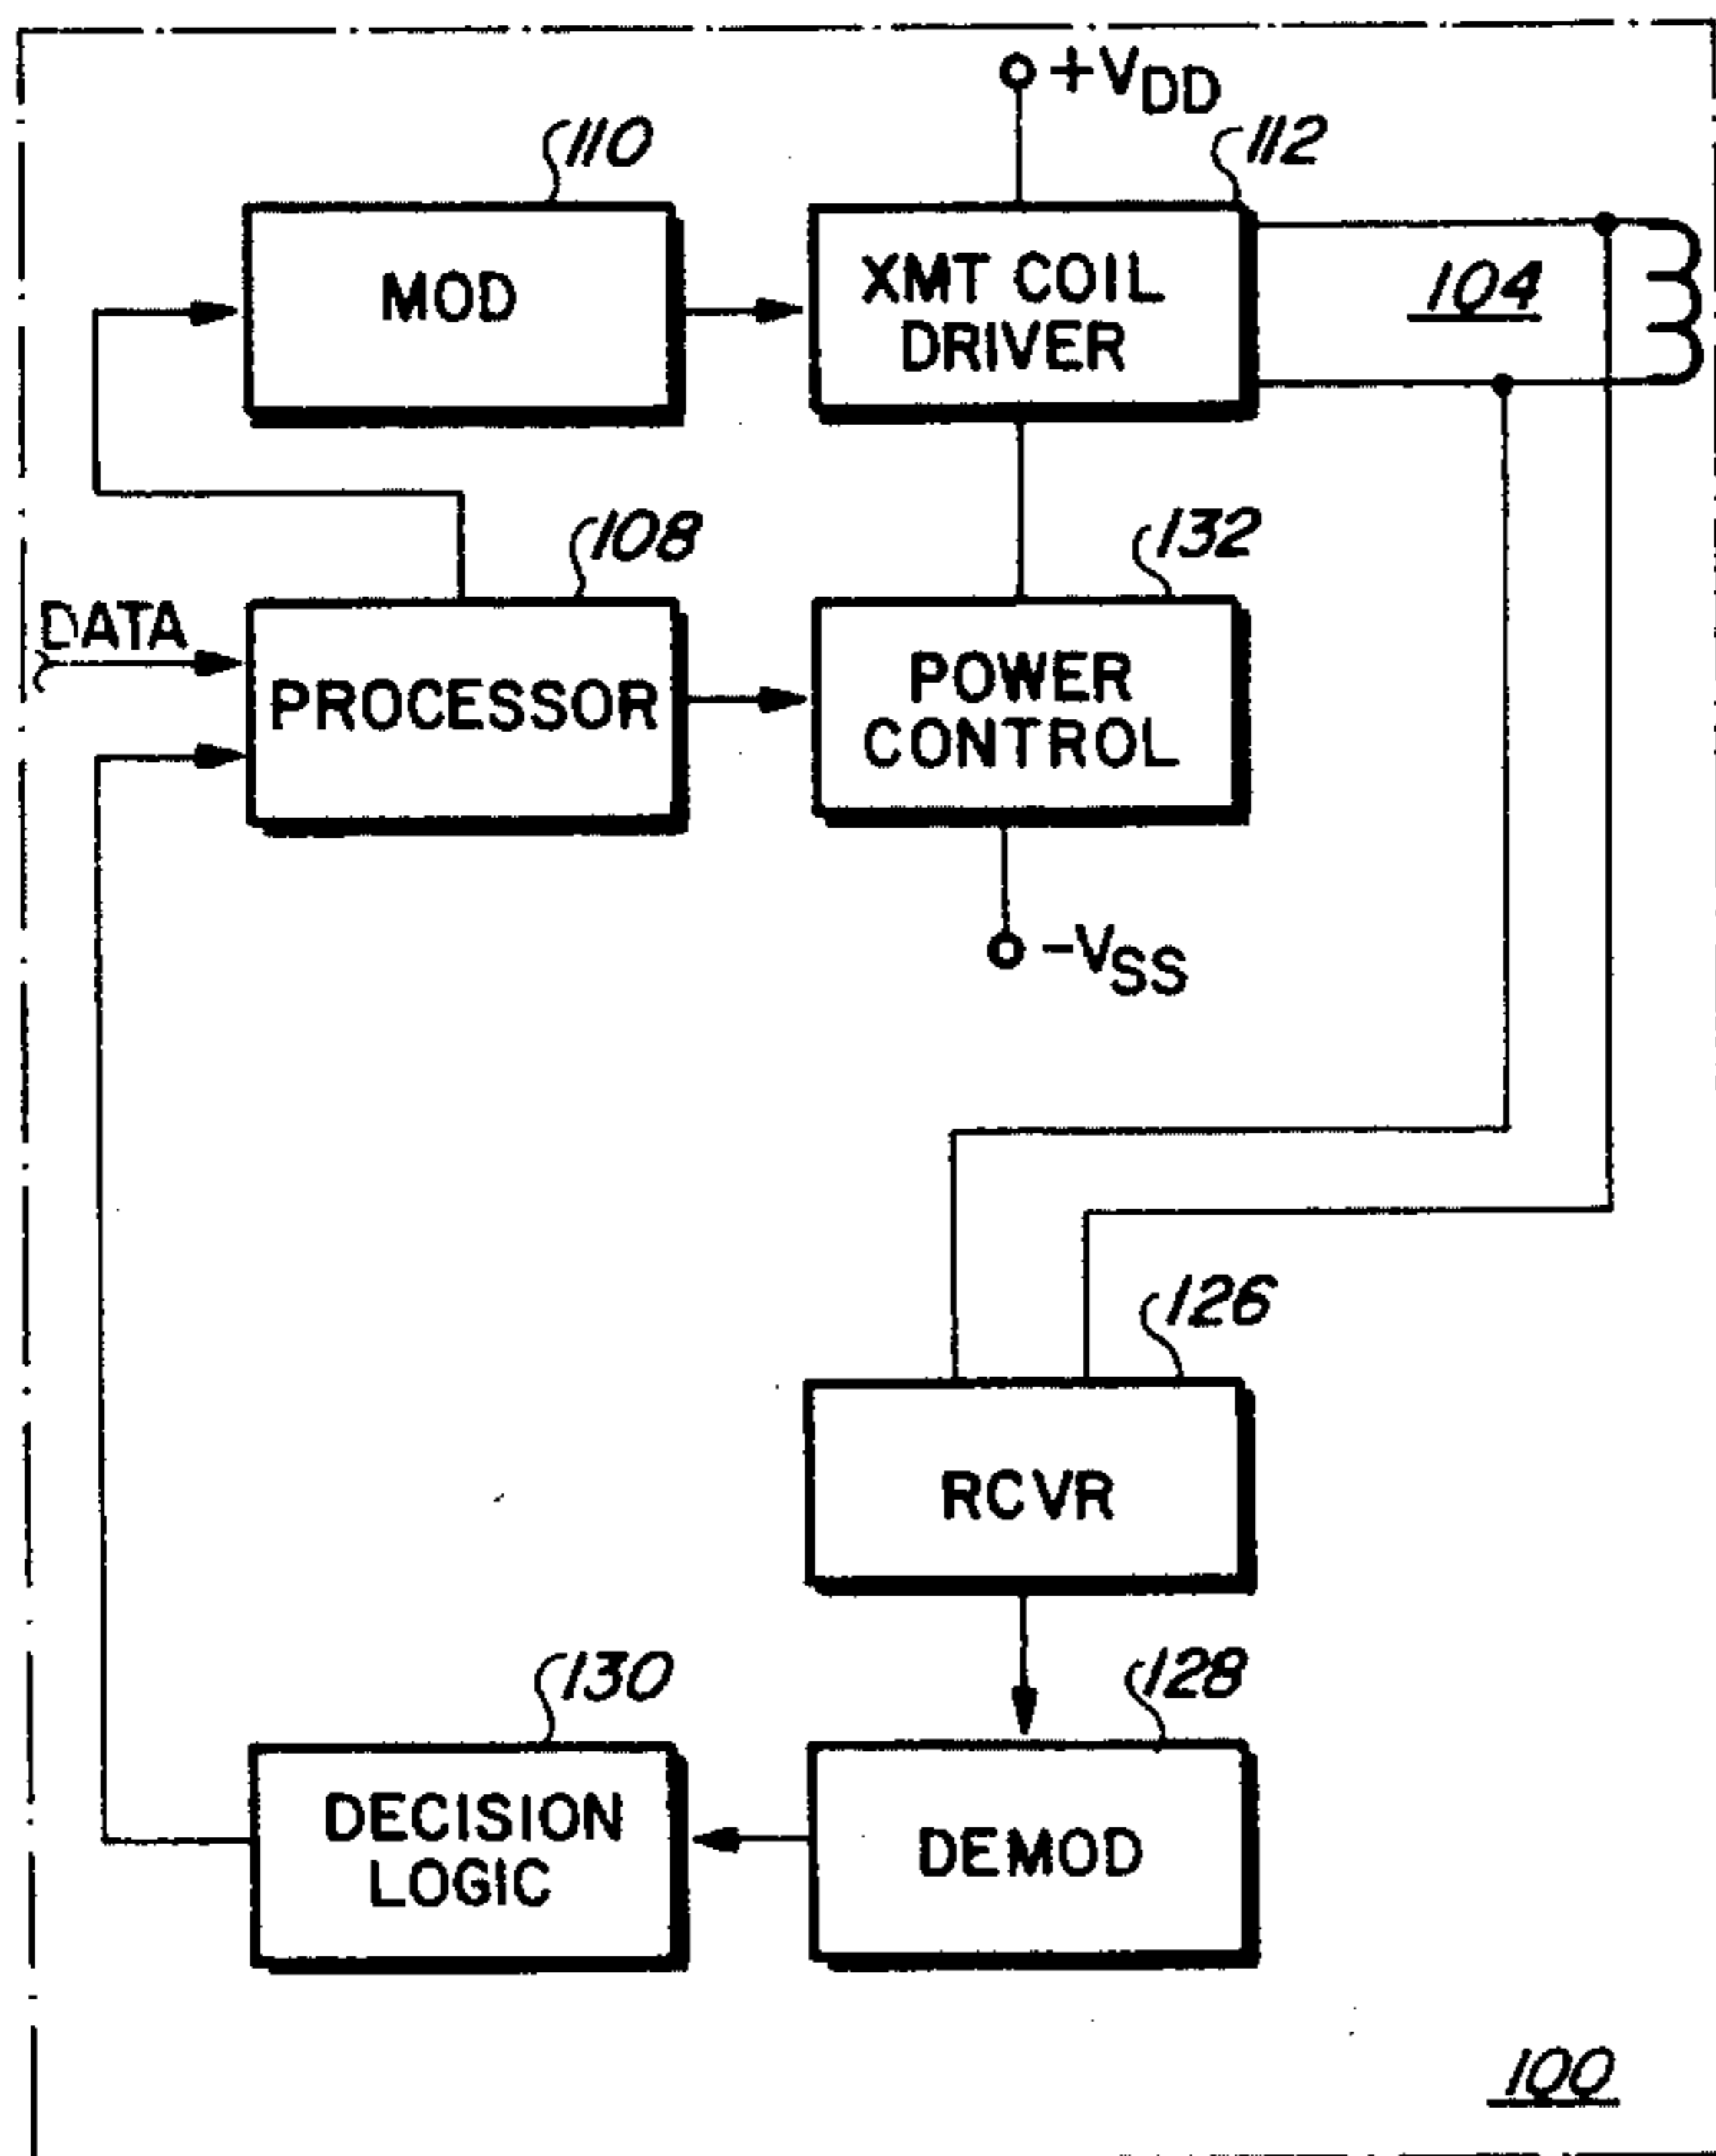 +VDD
110
112
MOD
XMT COIL
DRIVER
104
108
132
DATA
PROCESSOR
POWER
CONTROL
-VSS
126
RCVR
130
128
DECISION
LOGIC
DEMOD
100